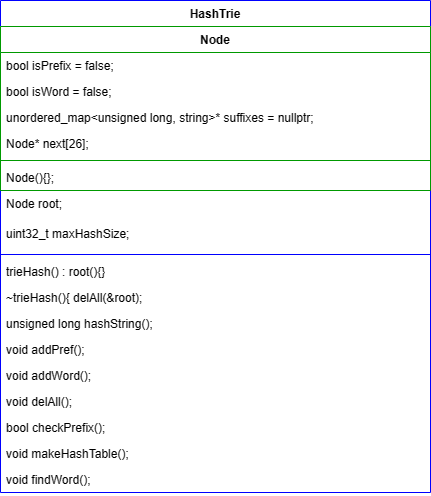 HashTrie
Node
bool isPrefix = false;
bool isWord = false;
unordered_map<unsigned long, string>* suffixes = nullptr;
Node* next[26];
Node(){};
Node root;
uint32_t maxHashSize;
trieHash() : root(){}
~trieHash(){ delAll(&root);
unsigned long hashString();
void addPref();
void addWord();
void delAll();
bool checkPrefix();
void makeHashTable();
void findWord();